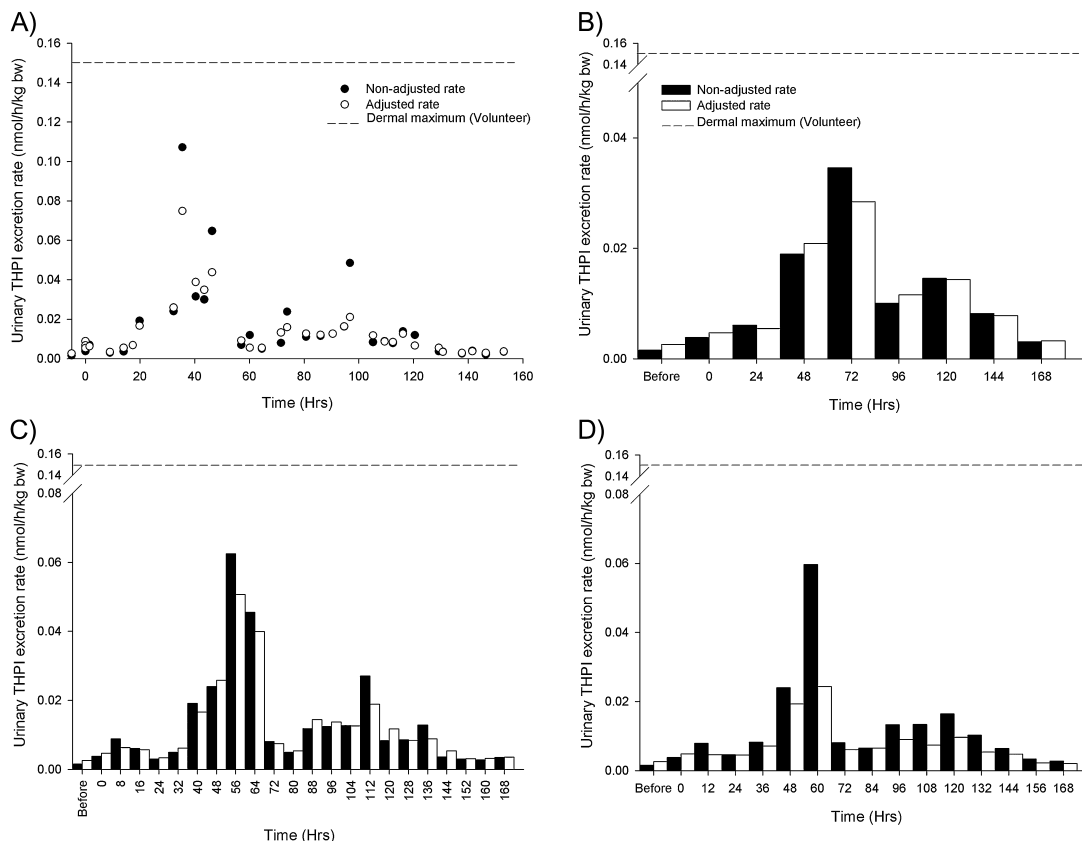 A)
Urinary THPI excretion rate (nmol/h/kg bw)
0.16
0.14
0.12
0.10
0.08
0.06
0.04
0.02
0.00
Non-adjusted rate
Adjusted rate
Dermal maximum (Volunteer)
0 20 40 60 80 100 120 140 160
Time (Hrs)
B)
Urinary THPI excretion rate (nmol/h/kg bw)
0.16
0.14
0.04
0.02
0.00
Non-adjusted rate
Adjusted rate
Dermal maximum (Volunteer)
Before 0 24 48 72 96 120 144 168
Time (Hrs)
C)
Urinary THPI excretion rate (nmol/h/kg bw)
0.16
0.14
0.08
0.06
0.04
0.02
0.00
Before 0 8 16 24 32 40 48 56 64 72 80 88 96 104 112 120 128 136 144 152 160 168
Time (Hrs)
D)
Urinary THPI excretion rate (nmol/h/kg bw)
0.16
0.14
0.08
0.06
0.04
0.02
0.00
Before 0 12 24 36 48 60 72 84 96 108 120 132 144 156 168
Time (Hrs)